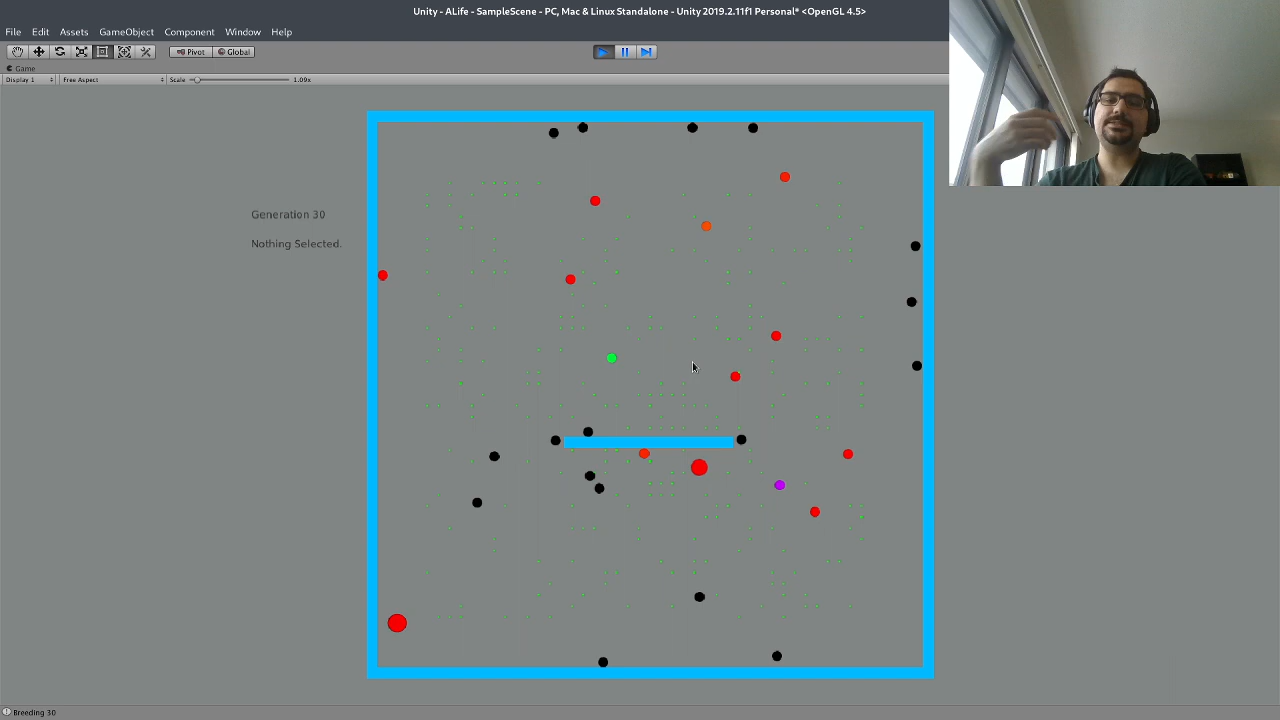 Unity - ALife - SampleScene - PC, Mac & Linux Standalone - Unity 2019.2.11f1 Personal* <OpenGL 4.5>
File Edit Assets GameObject Component Window Help
Pivot Global
Game
Display 1 Free Aspect Scale 1.09x
Generation 30
Nothing Selected.
Breeding 30